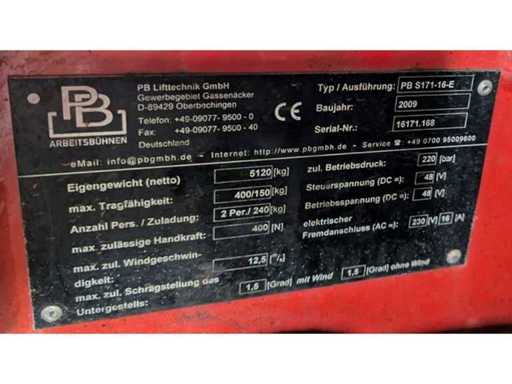 PB
ARBEITSBÜHNEN
PB Lifttechnik GmbH
Gewerbegebiet Gassenäcker
D-89429 Oberbechingen
Telefon: +49-09077- 9500 - 0
Fax: +49-09077- 9500 - 40
Deutschland
CE
Typ / Ausführung: PB S171-16-E
Baujahr: 2009
Serial-Nr.: 16171.168
eMail: info@pbgmbh.de - Internet: http://www.pbgmbh.de - Service ☎ +49 0700 95009600
Eigengewicht (netto) 5120 [kg]
max. Tragfähigkeit: 400/150 [kg]
Anzahl Pers. / Zuladung: 2 Per./ 240 [kg]
max. zulässige Handkraft: 400 [N]
max. zul. Windgeschwin-
digkeit: 12,5 [m/s]
max. zul. Schrägstellung des
Untergestells: 1,5 [Grad] mit Wind 1,5 [Grad] ohne Wind
zul. Betriebsdruck: 220 [bar]
Steuerspannung (DC =): 48 [V]
Betriebsspannung (DC =): 48 [V]
elektrischer
Fremdanschluss (AC ≈): 230 [V] 16 [A]